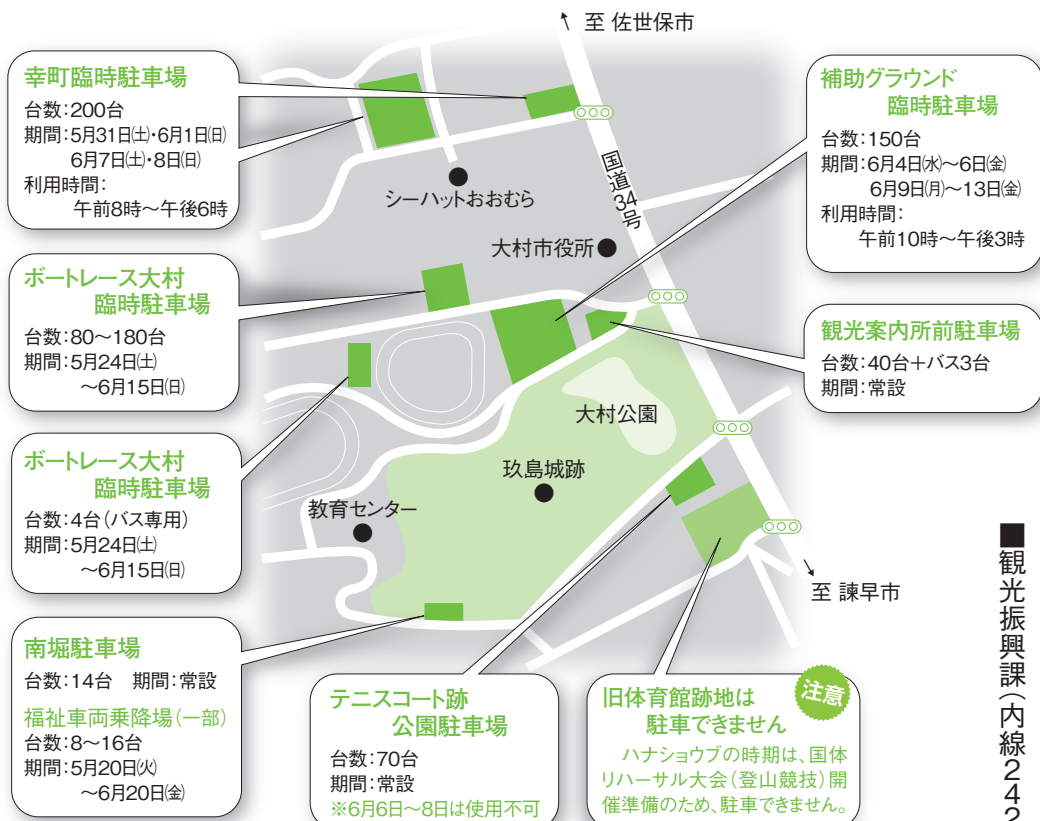 至 佐世保市
幸町臨時駐車場
台数:200台
期間:5月31日㈯・6月1日㈰
6月7日㈯・8日㈰
利用時間:
午前8時〜午後6時
ボートレース大村
臨時駐車場
台数:80〜180台
期間:5月24日㈯
〜6月15日㈰
ボートレース大村
臨時駐車場
台数:4台(バス専用)
期間:5月24日㈯
〜6月15日㈰
南堀駐車場
台数:14台 期間:常設
福祉車両乗降場(一部)
台数:8〜16台
期間:5月20日㈫
〜6月20日㈮
シーハットおおむら
国道34号
大村市役所
大村公園
玖島城跡
教育センター
至 諫早市
補助グラウンド
臨時駐車場
台数:150台
期間:6月4日㈬〜6日㈮
6月9日㈪〜13日㈮
利用時間:
午前10時〜午後3時
観光案内所前駐車場
台数:40台+バス3台
期間:常設
テニスコート跡
公園駐車場
台数:70台
期間:常設
※6月6日〜8日は使用不可
注意
旧体育館跡地は
駐車できません
ハナショウブの時期は、国体
リハーサル大会(登山競技)開
催準備のため、駐車できません。
■観光振興課(内線242